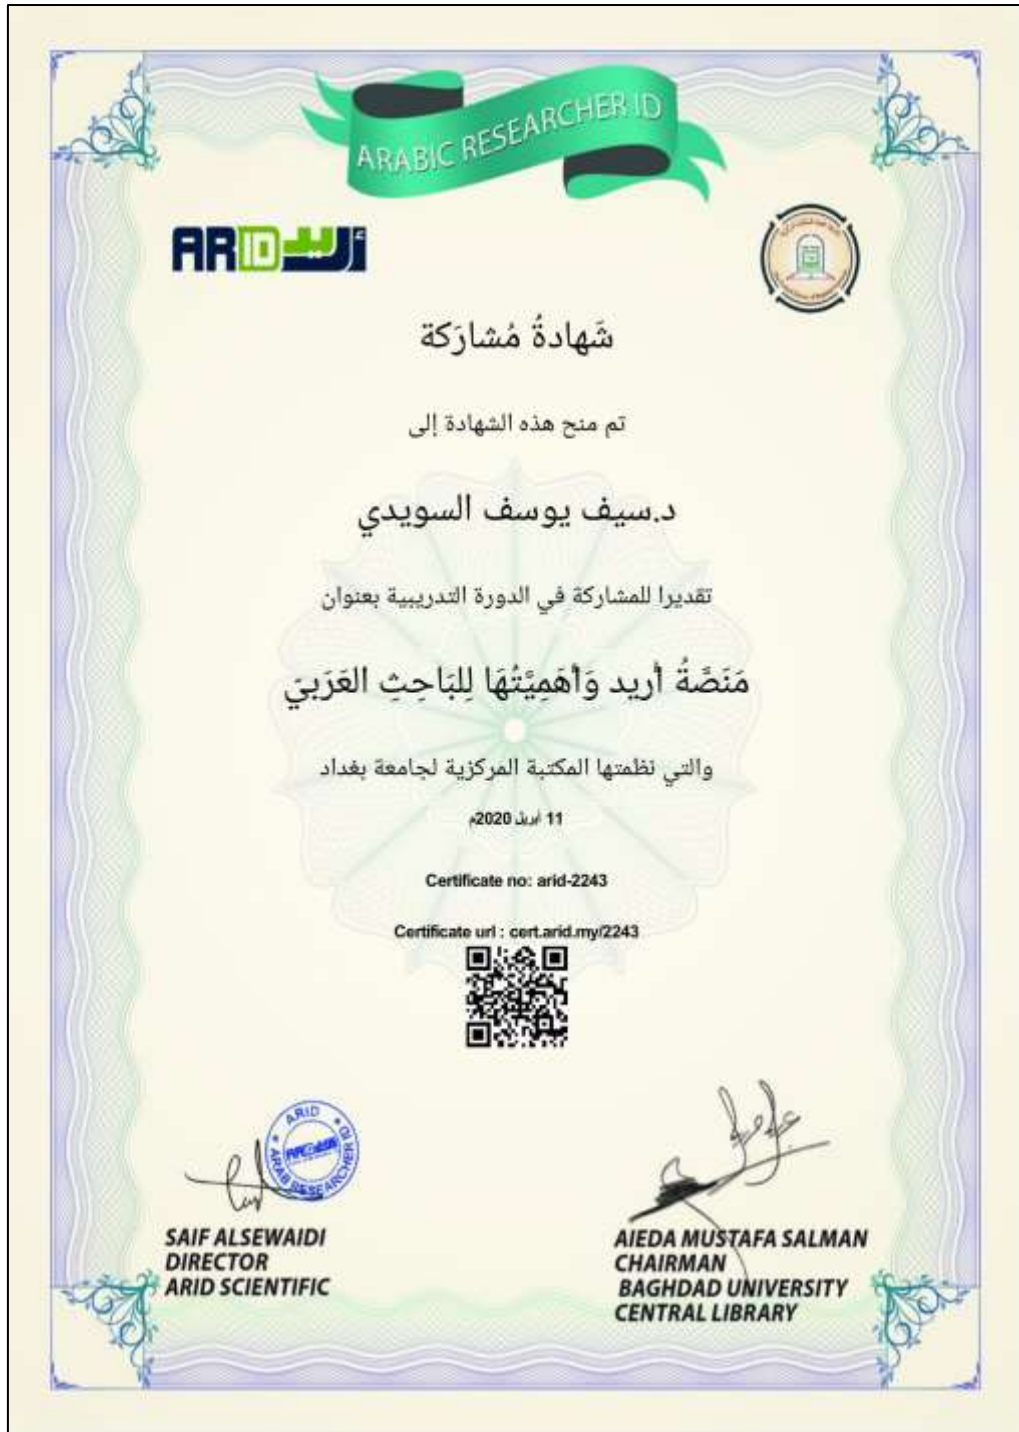 ARABIC RESEARCHER ID
ARID أريد
شَهادةُ مُشارَكة
تم منح هذه الشهادة إلى
د.سيف يوسف السويدي
تقديرا للمشاركة في الدورة التدريبية بعنوان
مَنَصَّةُ أريد وَأهَمِيَّتُهَا لِلبَاحِثِ العَرَبيّ
والتي نظمتها المكتبة المركزية لجامعة بغداد
11 أبريل 2020م
Certificate no: arid-2243
Certificate url : cert.arid.my/2243
ARID
ARAB RESEARCHER ID
SAIF ALSEWAIDI
DIRECTOR
ARID SCIENTIFIC
AIEDA MUSTAFA SALMAN
CHAIRMAN
BAGHDAD UNIVERSITY
CENTRAL LIBRARY